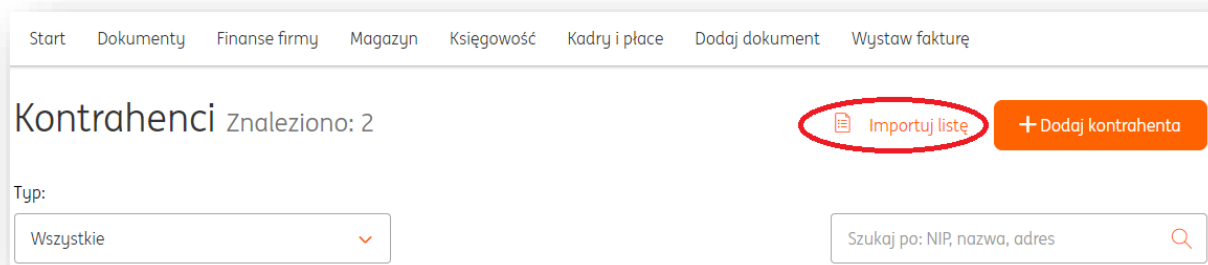 Start Dokumenty Finanse firmy Magazyn Księgowość Kadry i płace Dodaj dokument Wystaw fakturę
Kontrahenci Znaleziono: 2 Importuj listę + Dodaj kontrahenta
Typ:
Wszystkie Szukaj po: NIP, nazwa, adres